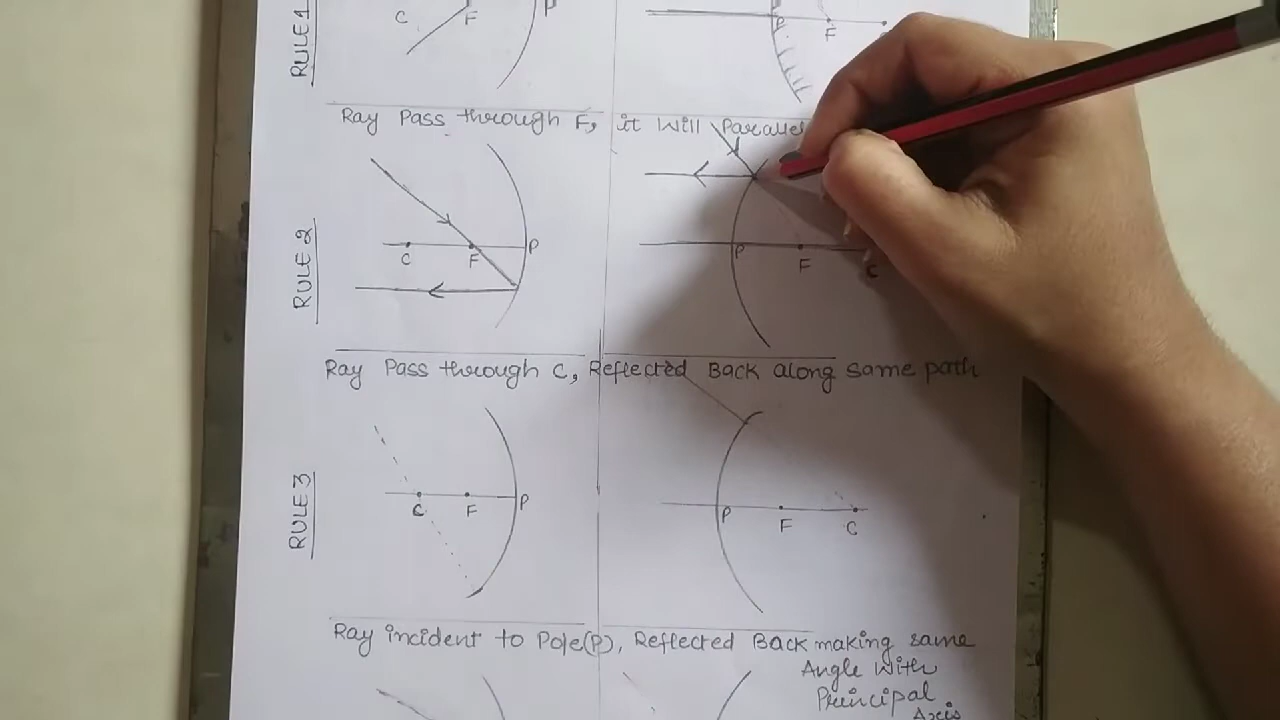 RULE 1
C F P
P F
Ray Pass through F, it Will Parallel
RULE 2
C F P
P F C
Ray Pass through C, Reflected Back along same path
RULE 3
C F P
P F C
Ray incident to Pole(P), Reflected Back making same
Angle With
Principal
Axis